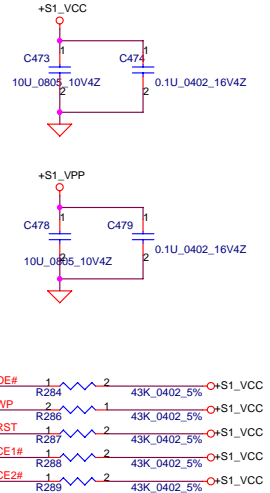 +S1_VCC
1 1
C473 C474
10U_0805_10V4Z 0.1U_0402_16V4Z
2 2
+S1_VPP
1 1
C478 C479
10U_0805_10V4Z 0.1U_0402_16V4Z
2 2
1 2 +S1_VCC
R284 43K_0402_5%
WP 2 1 +S1_VCC
R286 43K_0402_5%
RST 1 2 +S1_VCC
R287 43K_0402_5%
CE1# 1 2 +S1_VCC
R288 43K_0402_5%
CE2# 1 2 +S1_VCC
R289 43K_0402_5%